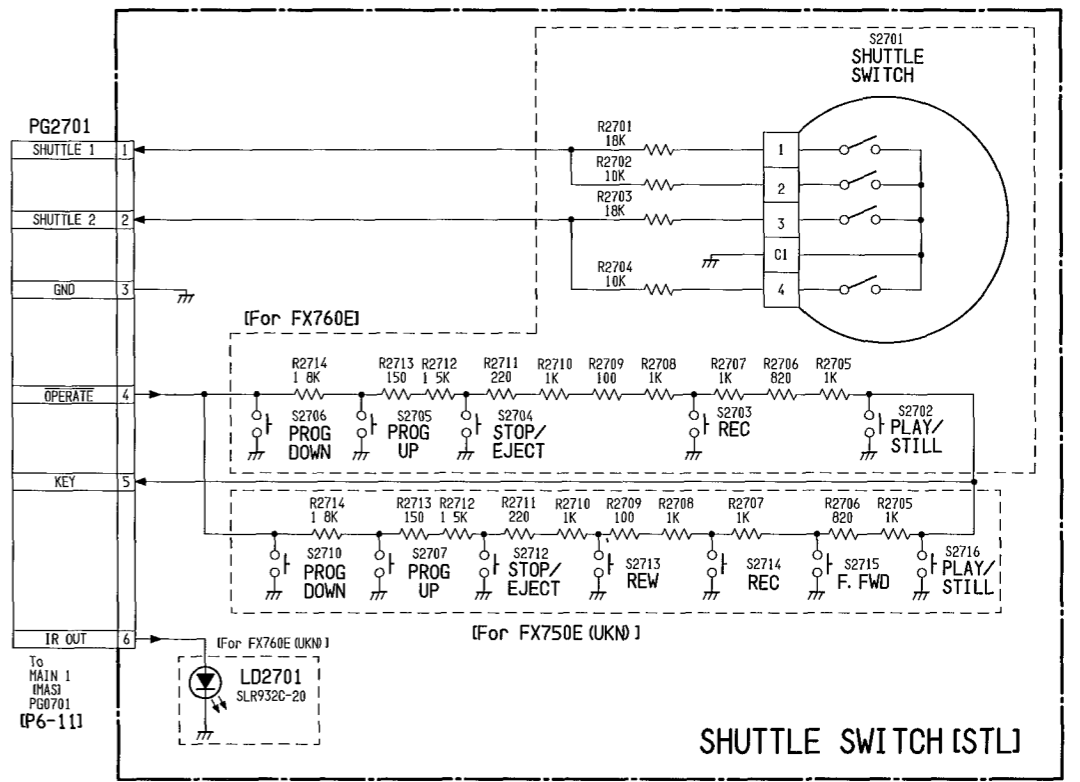 S2701
SHUTTLE
SWITCH
PG2701
SHUTTLE 1 1
R2701
18K
1
R2702
10K
2
SHUTTLE 2 2
R2703
18K
3
C1
R2704
10K
4
GND 3
[For FX760E]
R2714 R2713 R2712 R2711 R2710 R2709 R2708 R2707 R2706 R2705
1 8K 150 1 5K 220 1K 100 1K 1K 820 1K
OPERATE 4
S2706
PROG
DOWN
S2705
PROG
UP
S2704
STOP/
EJECT
S2703
REC
S2702
PLAY/
STILL
KEY 5
R2714 R2713 R2712 R2711 R2710 R2709 R2708 R2707 R2706 R2705
1 8K 150 1 5K 220 1K 100 1K 1K 820 1K
S2710
PROG
DOWN
S2707
PROG
UP
S2712
STOP/
EJECT
S2713
REW
S2714
REC
S2715
F. FWD
S2716
PLAY/
STILL
[For FX750E (UKN)]
IR OUT 6
[For FX760E (UKN)]
To
MAIN 1
[MAS]
PG0701
[P6-11]
LD2701
SLR932C-20
SHUTTLE SWITCH [STL]